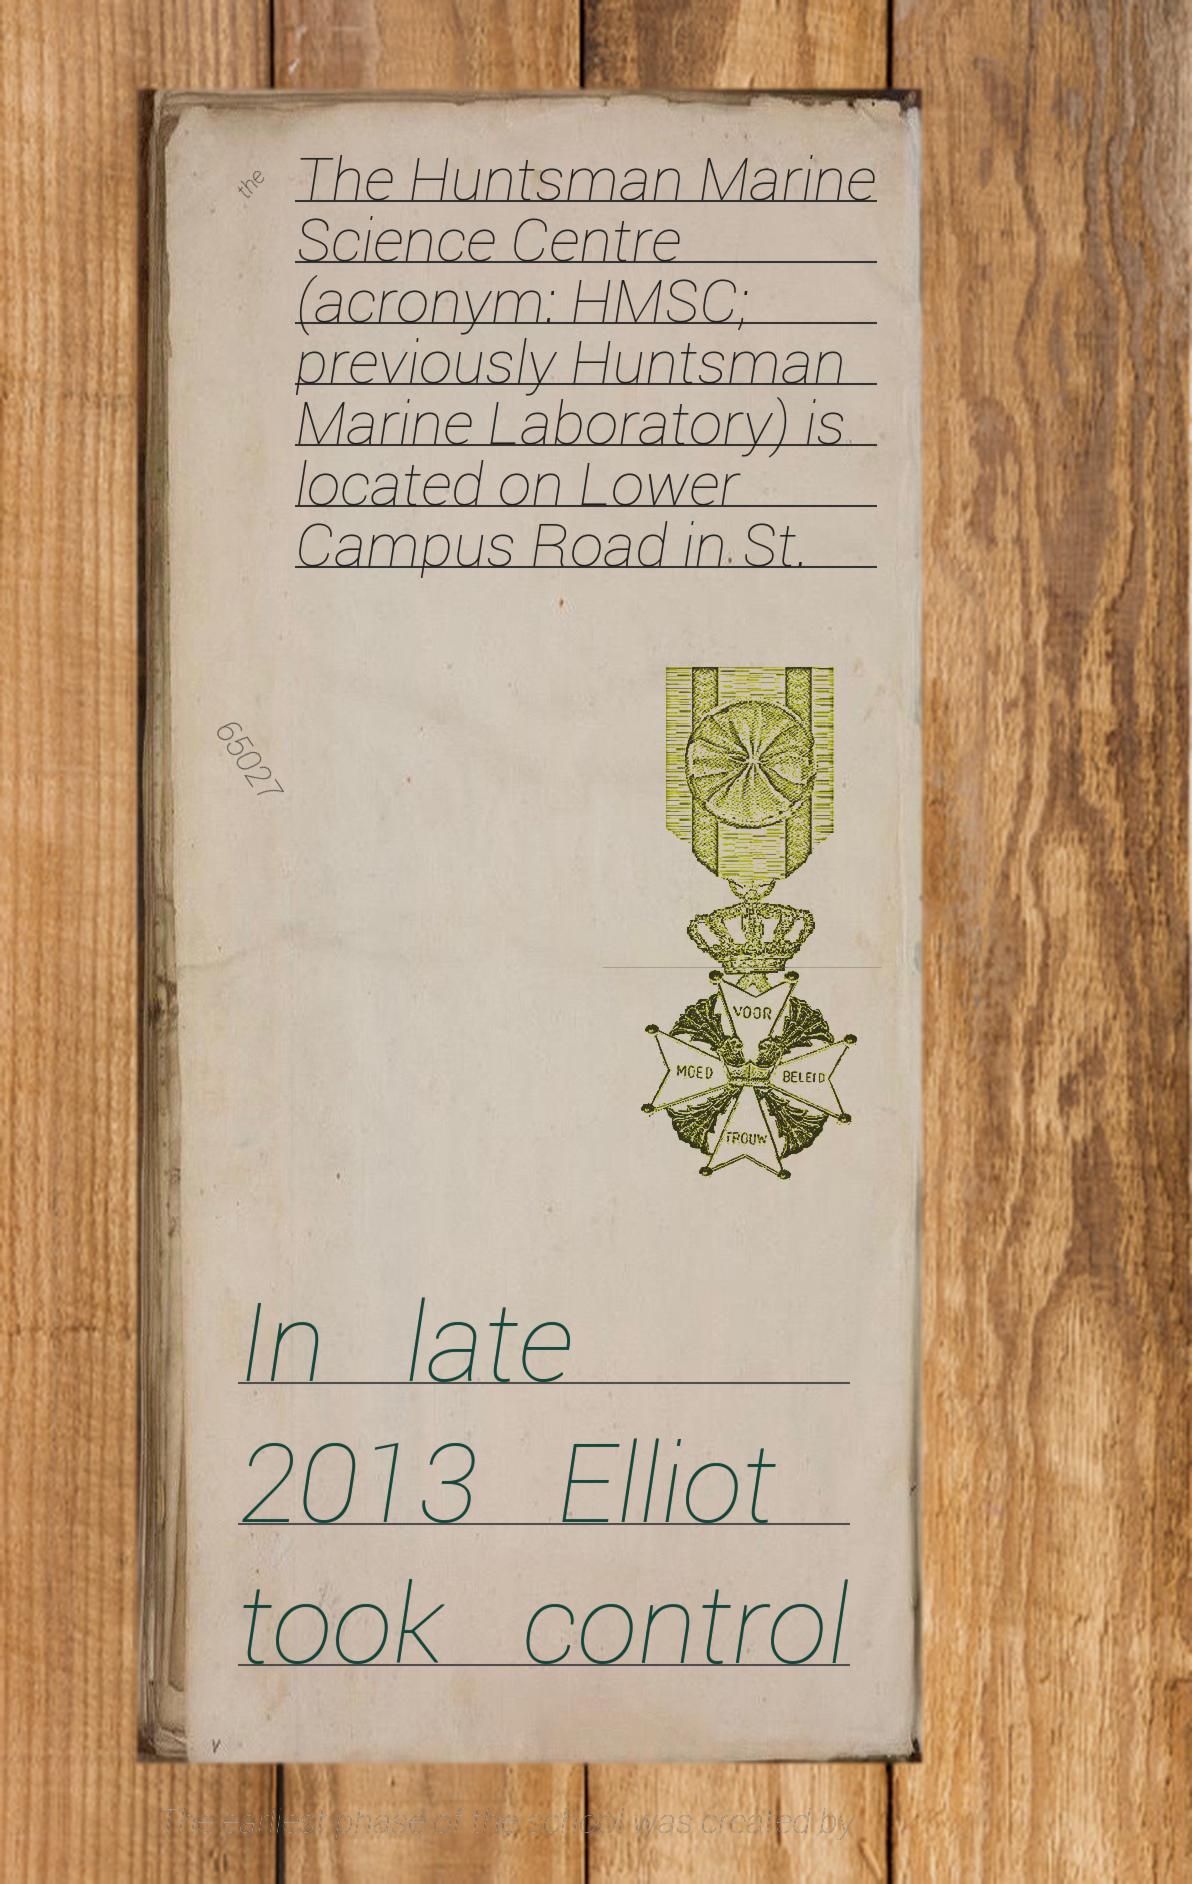 the
The Huntsman Marine
Science Centre
(acronym: HMSC;
previously Huntsman
Marine Laboratory) is
located on Lower
Campus Road in St.
65027
VOOR
MOED BELEID
TROUW
In late
2013 Elliot
took control
v
The earliest phase of the school was created by